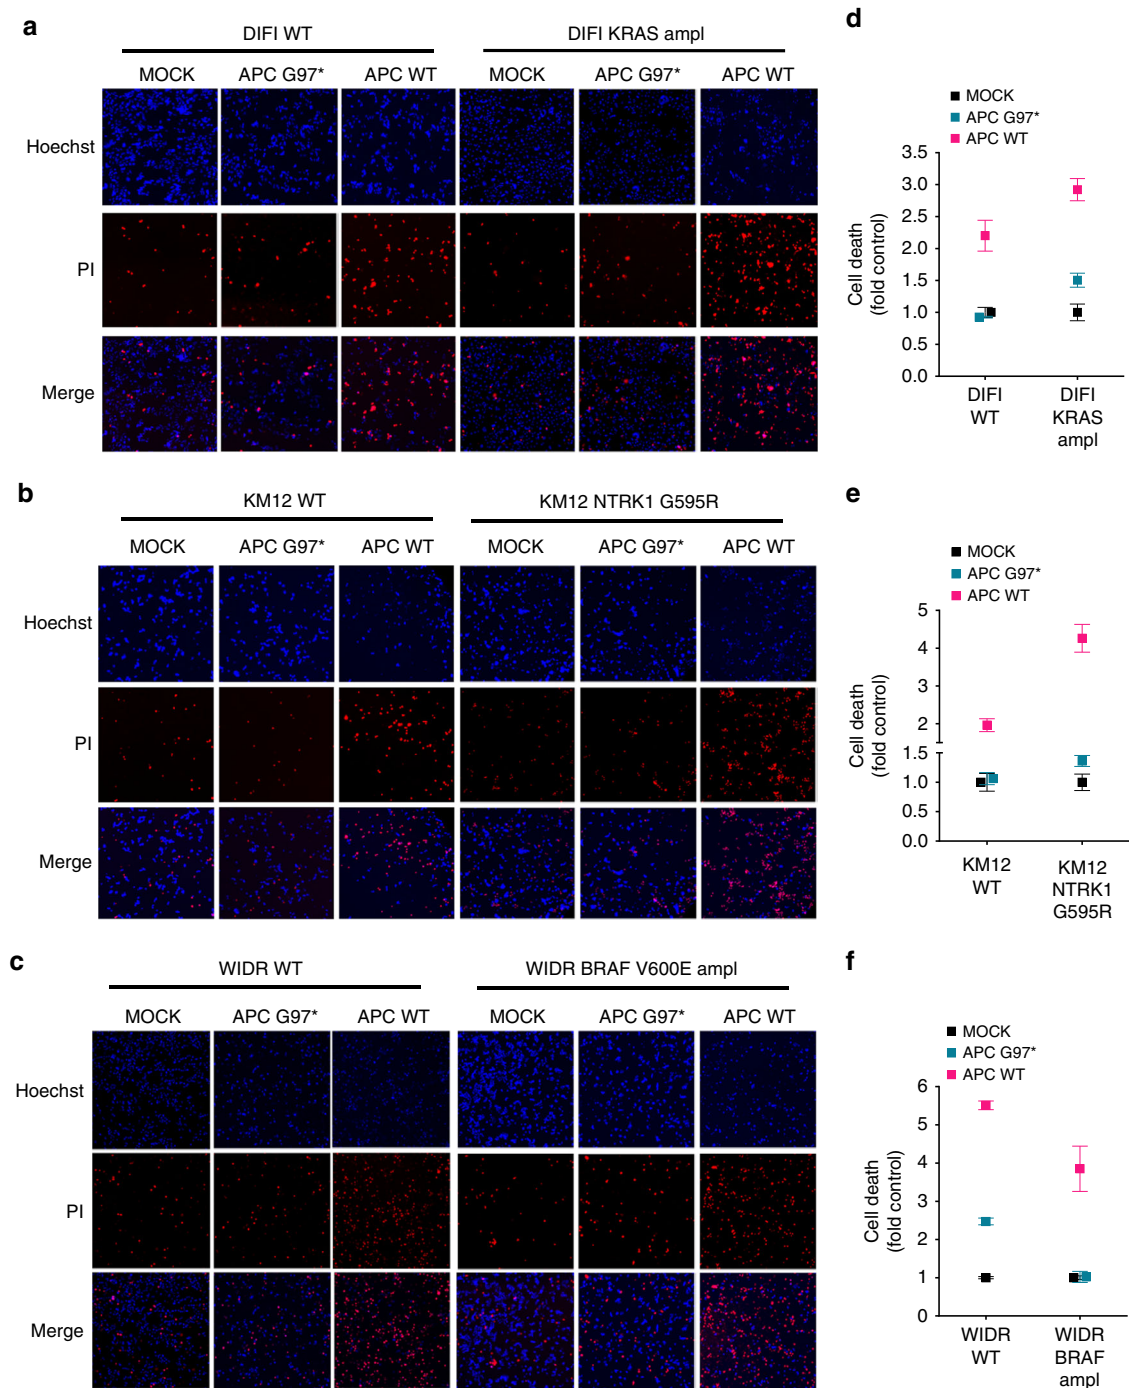 a
DIFI WT
DIFI KRAS ampl
MOCK
APC G97*
APC WT
MOCK
APC G97*
APC WT
Hoechst
PI
Merge
b
KM12 WT
KM12 NTRK1 G595R
MOCK
APC G97*
APC WT
MOCK
APC G97*
APC WT
Hoechst
PI
Merge
c
WIDR WT
WIDR BRAF V600E ampl
MOCK
APC G97*
APC WT
MOCK
APC G97*
APC WT
Hoechst
PI
Merge
d
MOCK
APC G97*
APC WT
Cell death
(fold control)
3.5
3.0
2.5
2.0
1.5
1.0
0.5
0.0
DIFI
WT
DIFI
KRAS
ampl
e
MOCK
APC G97*
APC WT
Cell death
(fold control)
5
4
3
2
1.5
1.0
0.5
0.0
KM12
WT
KM12
NTRK1
G595R
f
MOCK
APC G97*
APC WT
Cell death
(fold control)
6
5
4
3
2
1
0
WIDR
WT
WIDR
BRAF
ampl